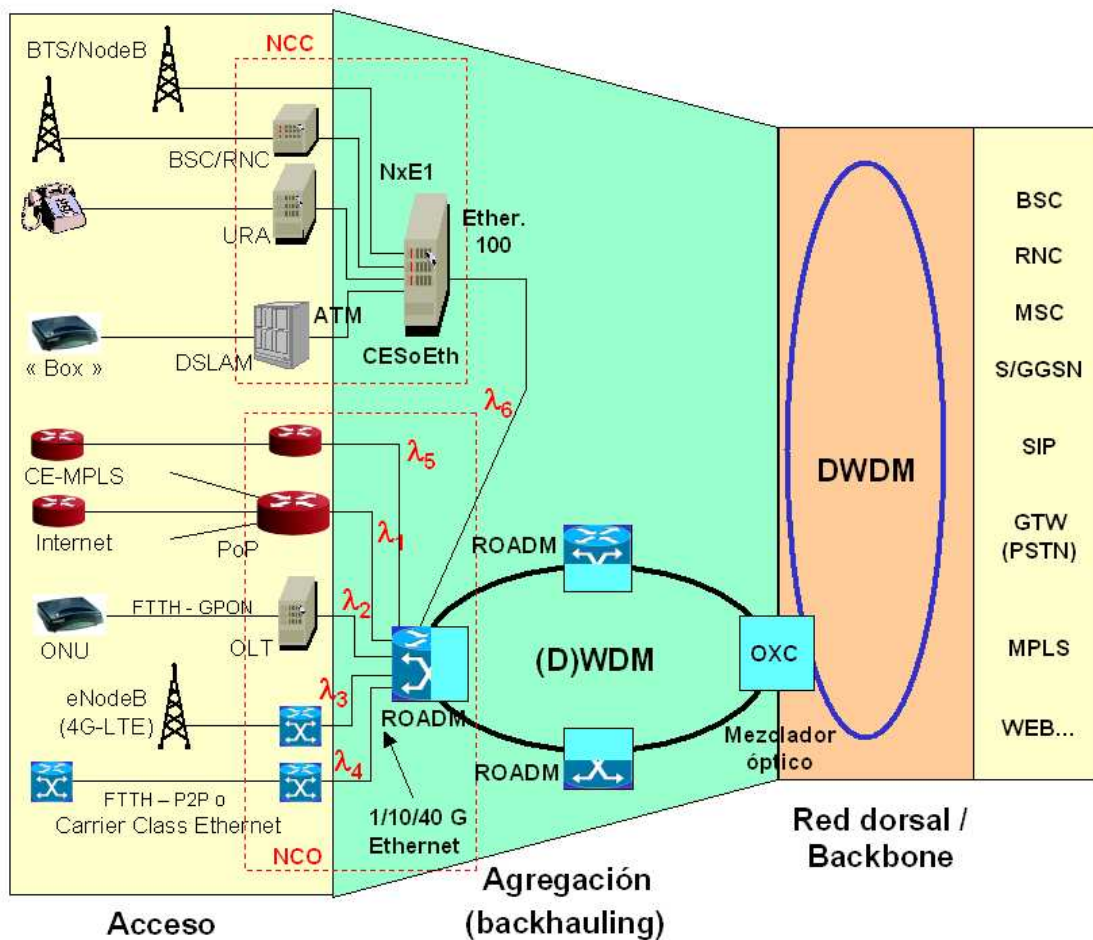 BTS/NodeB
NCC
BSC/RNC
NxE1
URA
Ether.
100
ATM
« Box »
DSLAM
CESoEth
λ6
λ5
CE-MPLS
λ1
Internet
PoP
FTTH - GPON
λ2
ONU
OLT
eNodeB
(4G-LTE)
λ3
ROADM
λ4
FTTH – P2P o
Carrier Class Ethernet
1/10/40 G
Ethernet
NCO
ROADM
(D)WDM
OXC
ROADM
Mezclador
óptico
DWDM
BSC
RNC
MSC
S/GGSN
SIP
GTW
(PSTN)
MPLS
WEB...
Acceso
Agregación
(backhauling)
Red dorsal /
Backbone